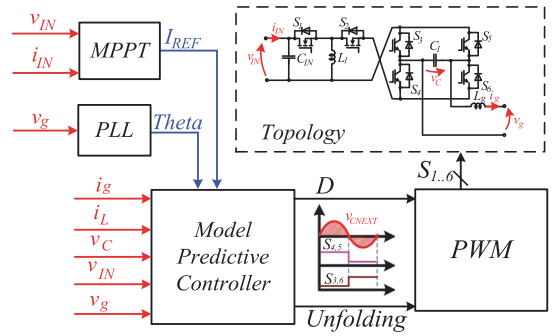 v_IN
i_IN
MPPT
I_REF
v_g
PLL
Theta
i_IN
v_IN
C_IN
S_1
L_1
S_2
S_3
S_4
C_1
v_C
S_5
S_6
L_g
i_g
v_g
Topology
S_1..6
i_g
i_L
v_C
v_IN
v_g
Model
Predictive
Controller
D
v_CNEXT
S_4,5
S_3,6
Unfolding
PWM